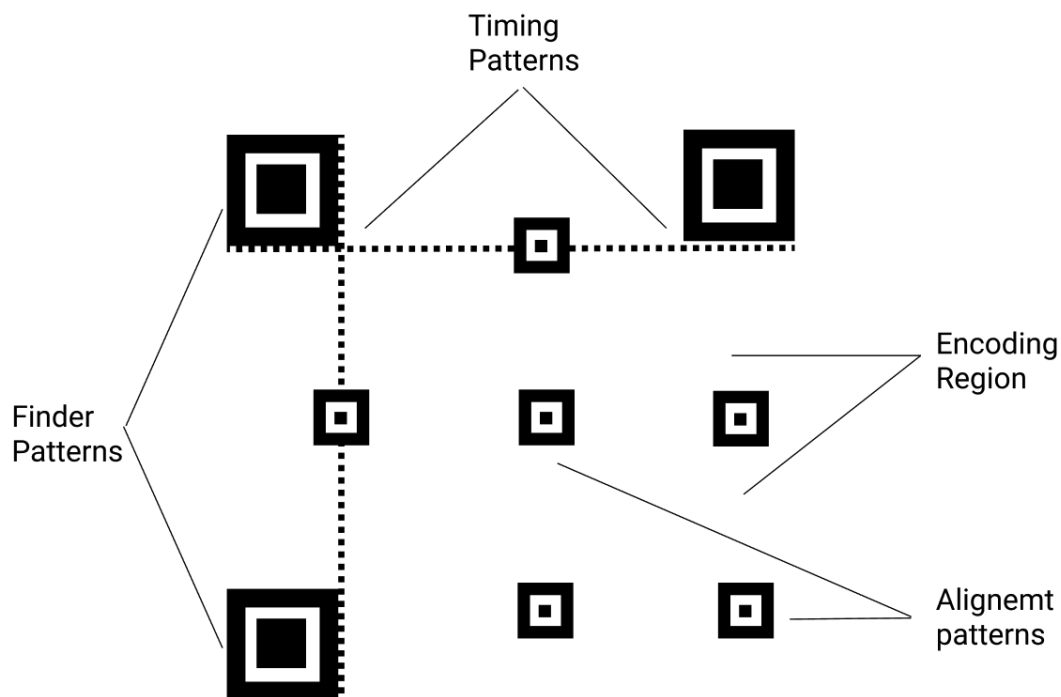 Timing
Patterns
Encoding
Region
Finder
Patterns
Alignemt
patterns